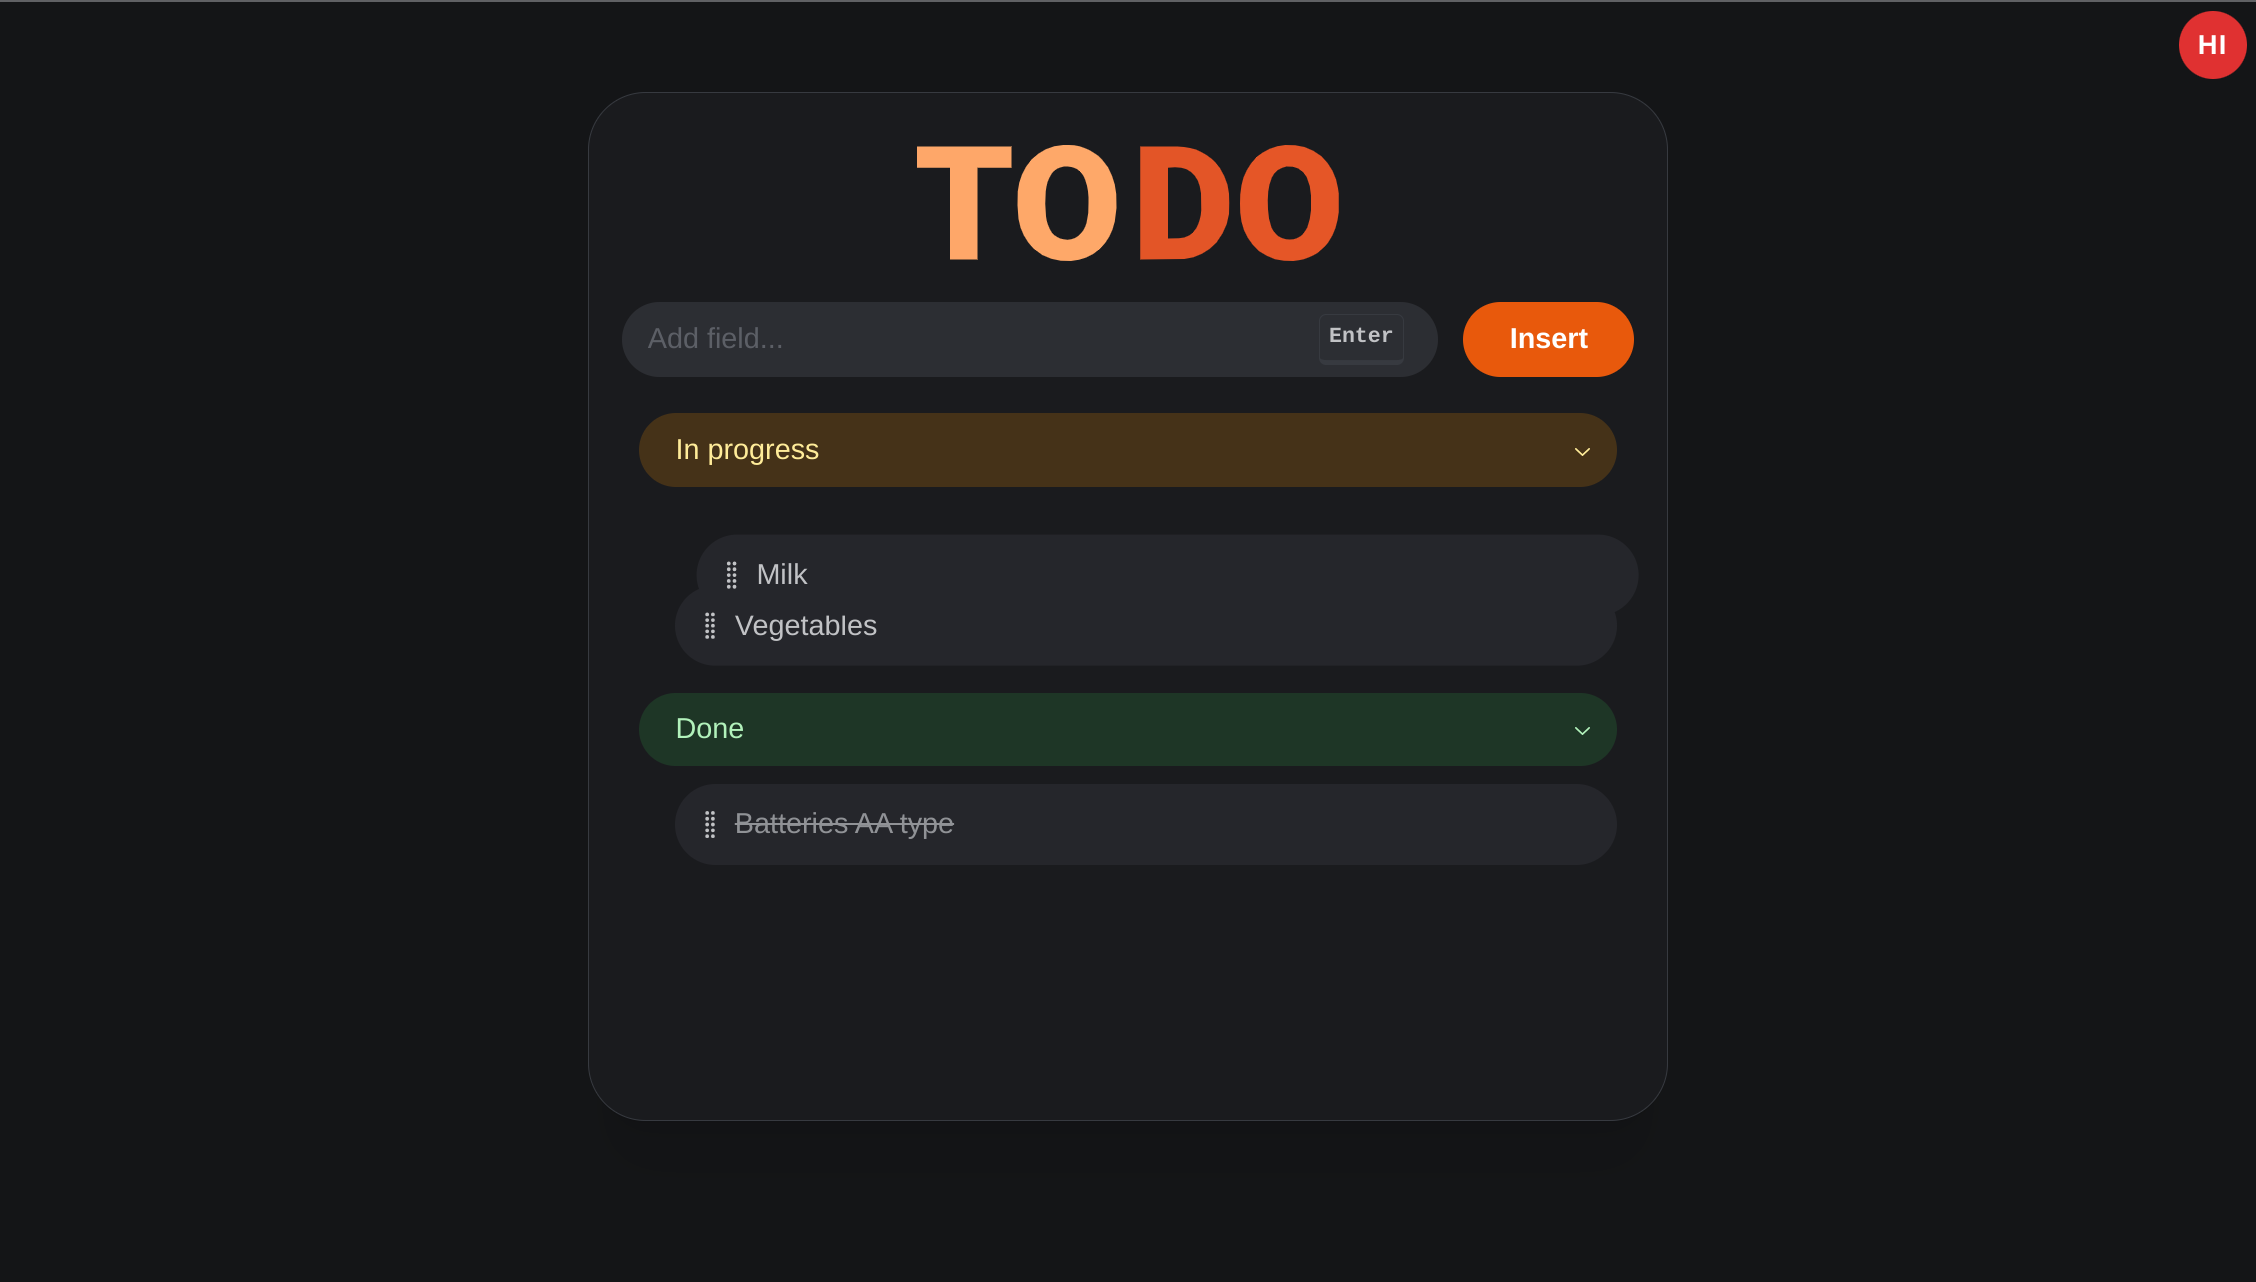 HI
TODO
Add field...
Enter
Insert
In progress
Milk
Vegetables
Done
Batteries AA type